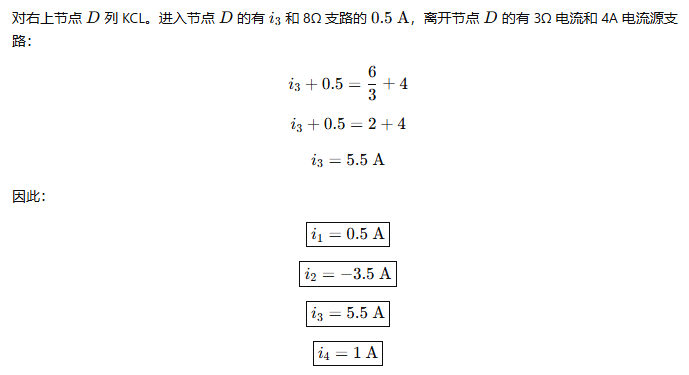 对右上节点 D 列 KCL。进入节点 D 的有 i₃ 和 8Ω 支路的 0.5 A，离开节点 D 的有 3Ω 电流和 4A 电流源支
路：
i₃ + 0.5 = 6/3 + 4
i₃ + 0.5 = 2 + 4
i₃ = 5.5 A
因此：
i₁ = 0.5 A
i₂ = −3.5 A
i₃ = 5.5 A
i₄ = 1 A